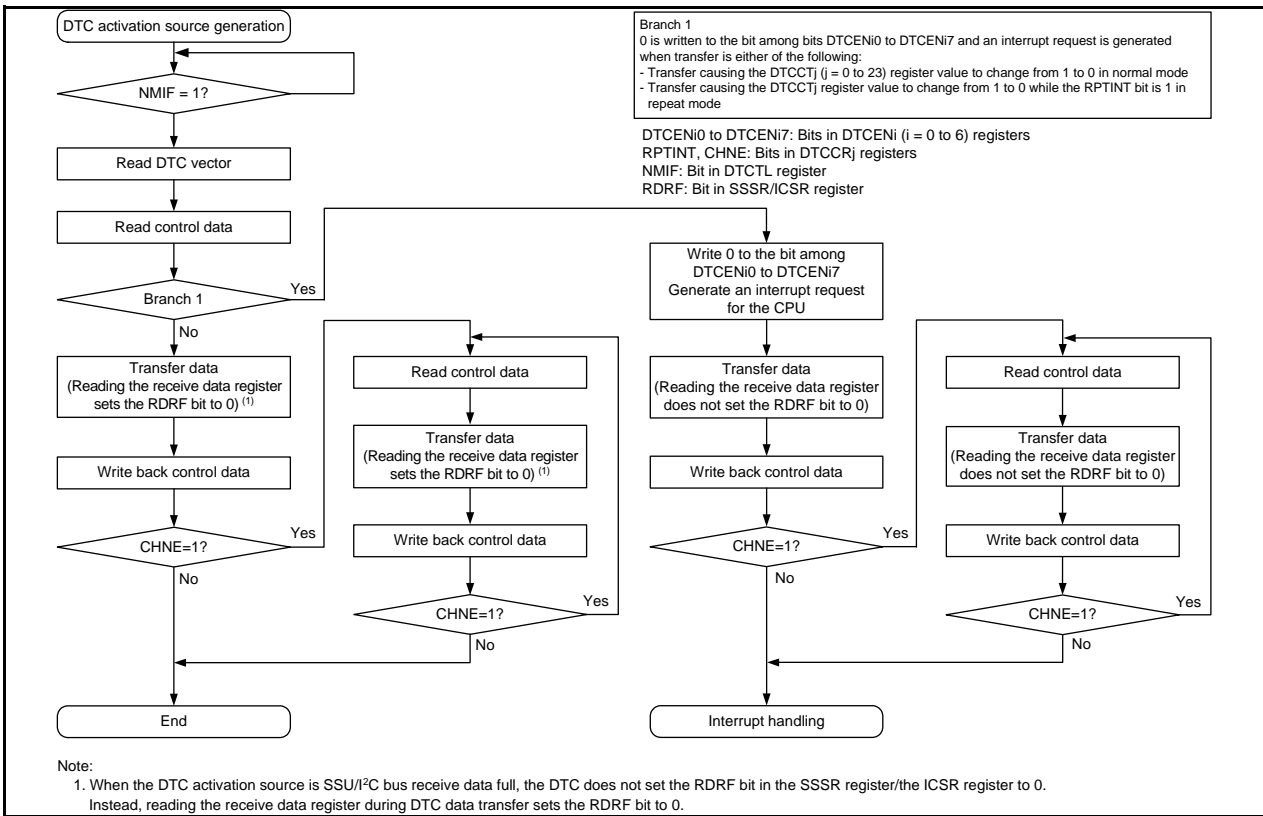 DTC activation source generation
NMIF = 1?
Read DTC vector
Read control data
Branch 1
Yes
No
Transfer data
(Reading the receive data register
sets the RDRF bit to 0) (1)
Write back control data
CHNE=1?
Yes
No
Read control data
Transfer data
(Reading the receive data register
sets the RDRF bit to 0) (1)
Write back control data
CHNE=1?
Yes
No
End
Branch 1
0 is written to the bit among bits DTCENi0 to DTCENi7 and an interrupt request is generated
when transfer is either of the following:
- Transfer causing the DTCCTj (j = 0 to 23) register value to change from 1 to 0 in normal mode
- Transfer causing the DTCCTj register value to change from 1 to 0 while the RPTINT bit is 1 in
repeat mode
DTCENi0 to DTCENi7: Bits in DTCENi (i = 0 to 6) registers
RPTINT, CHNE: Bits in DTCCRj registers
NMIF: Bit in DTCTL register
RDRF: Bit in SSSR/ICSR register
Write 0 to the bit among
DTCENi0 to DTCENi7
Generate an interrupt request
for the CPU
Transfer data
(Reading the receive data register
does not set the RDRF bit to 0)
Write back control data
CHNE=1?
Yes
No
Read control data
Transfer data
(Reading the receive data register
does not set the RDRF bit to 0)
Write back control data
CHNE=1?
Yes
No
Interrupt handling
Note:
1. When the DTC activation source is SSU/I²C bus receive data full, the DTC does not set the RDRF bit in the SSSR register/the ICSR register to 0.
Instead, reading the receive data register during DTC data transfer sets the RDRF bit to 0.